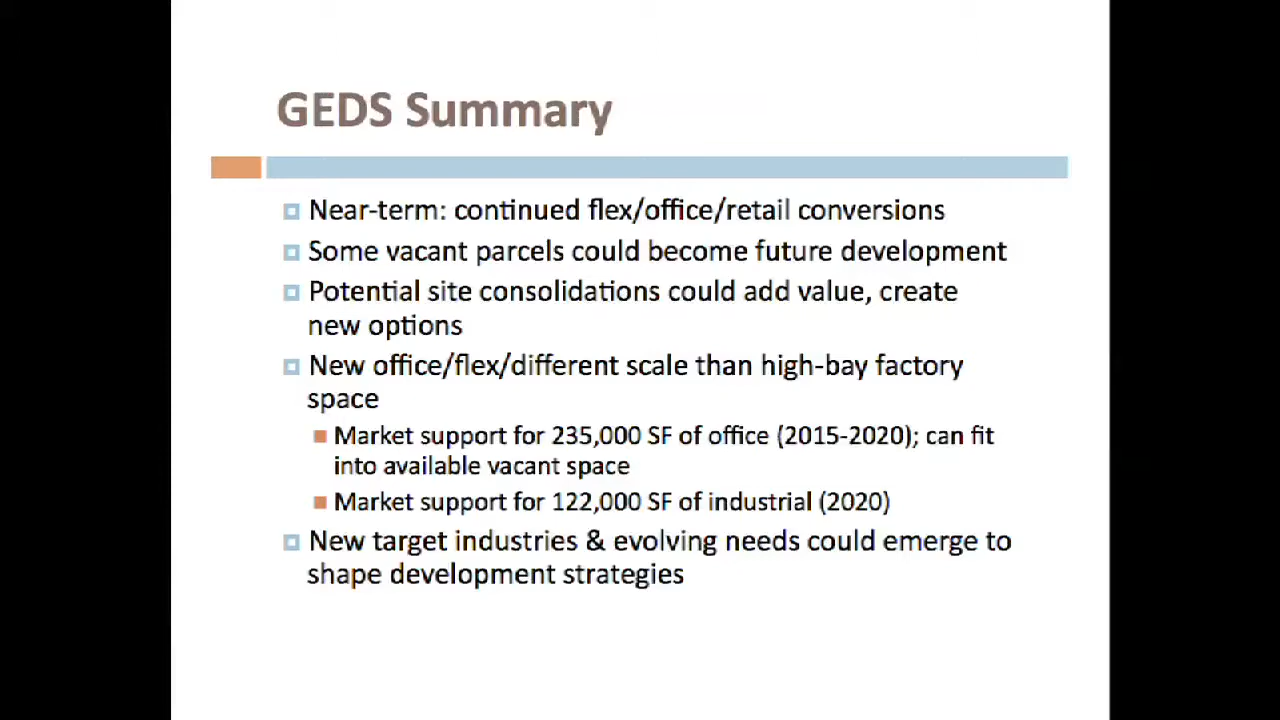 GEDS Summary
Near-term: continued flex/office/retail conversions
Some vacant parcels could become future development
Potential site consolidations could add value, create
new options
New office/flex/different scale than high-bay factory
space
Market support for 235,000 SF of office (2015-2020); can fit
into available vacant space
Market support for 122,000 SF of industrial (2020)
New target industries & evolving needs could emerge to
shape development strategies